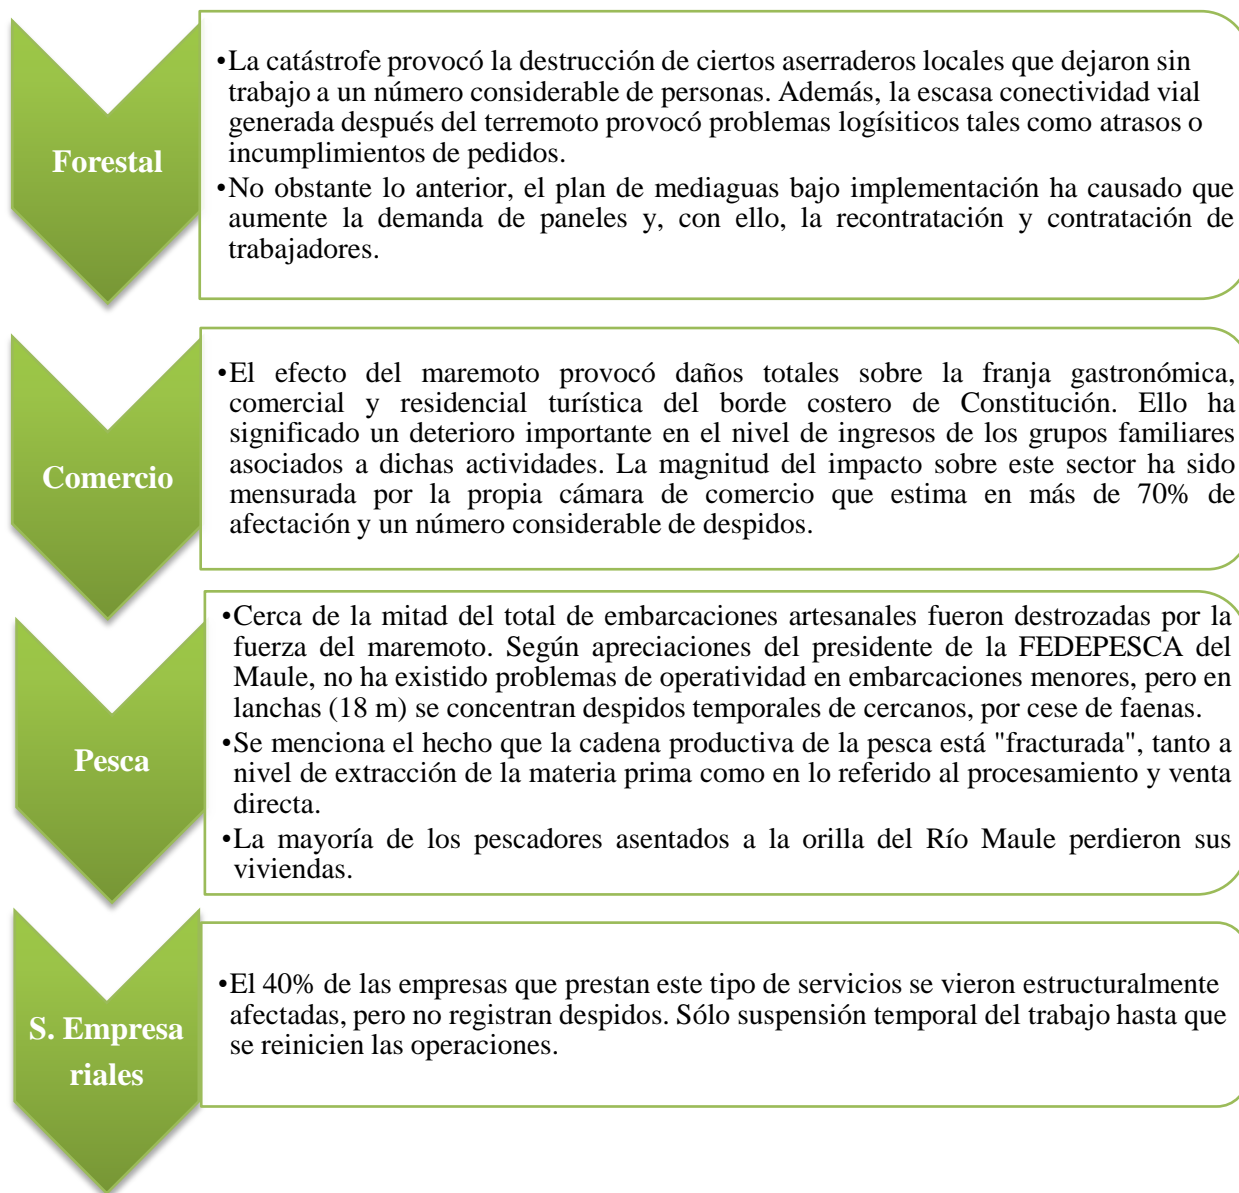 Forestal
•La catástrofe provocó la destrucción de ciertos aserraderos locales que dejaron sin
trabajo a un número considerable de personas. Además, la escasa conectividad vial
generada después del terremoto provocó problemas logísiticos tales como atrasos o
incumplimientos de pedidos.
•No obstante lo anterior, el plan de mediaguas bajo implementación ha causado que
aumente la demanda de paneles y, con ello, la recontratación y contratación de
trabajadores.
Comercio
•El efecto del maremoto provocó daños totales sobre la franja gastronómica,
comercial y residencial turística del borde costero de Constitución. Ello ha
significado un deterioro importante en el nivel de ingresos de los grupos familiares
asociados a dichas actividades. La magnitud del impacto sobre este sector ha sido
mensurada por la propia cámara de comercio que estima en más de 70% de
afectación y un número considerable de despidos.
Pesca
•Cerca de la mitad del total de embarcaciones artesanales fueron destrozadas por la
fuerza del maremoto. Según apreciaciones del presidente de la FEDEPESCA del
Maule, no ha existido problemas de operatividad en embarcaciones menores, pero en
lanchas (18 m) se concentran despidos temporales de cercanos, por cese de faenas.
•Se menciona el hecho que la cadena productiva de la pesca está "fracturada", tanto a
nivel de extracción de la materia prima como en lo referido al procesamiento y venta
directa.
•La mayoría de los pescadores asentados a la orilla del Río Maule perdieron sus
viviendas.
S. Empresa
riales
•El 40% de las empresas que prestan este tipo de servicios se vieron estructuralmente
afectadas, pero no registran despidos. Sólo suspensión temporal del trabajo hasta que
se reinicien las operaciones.